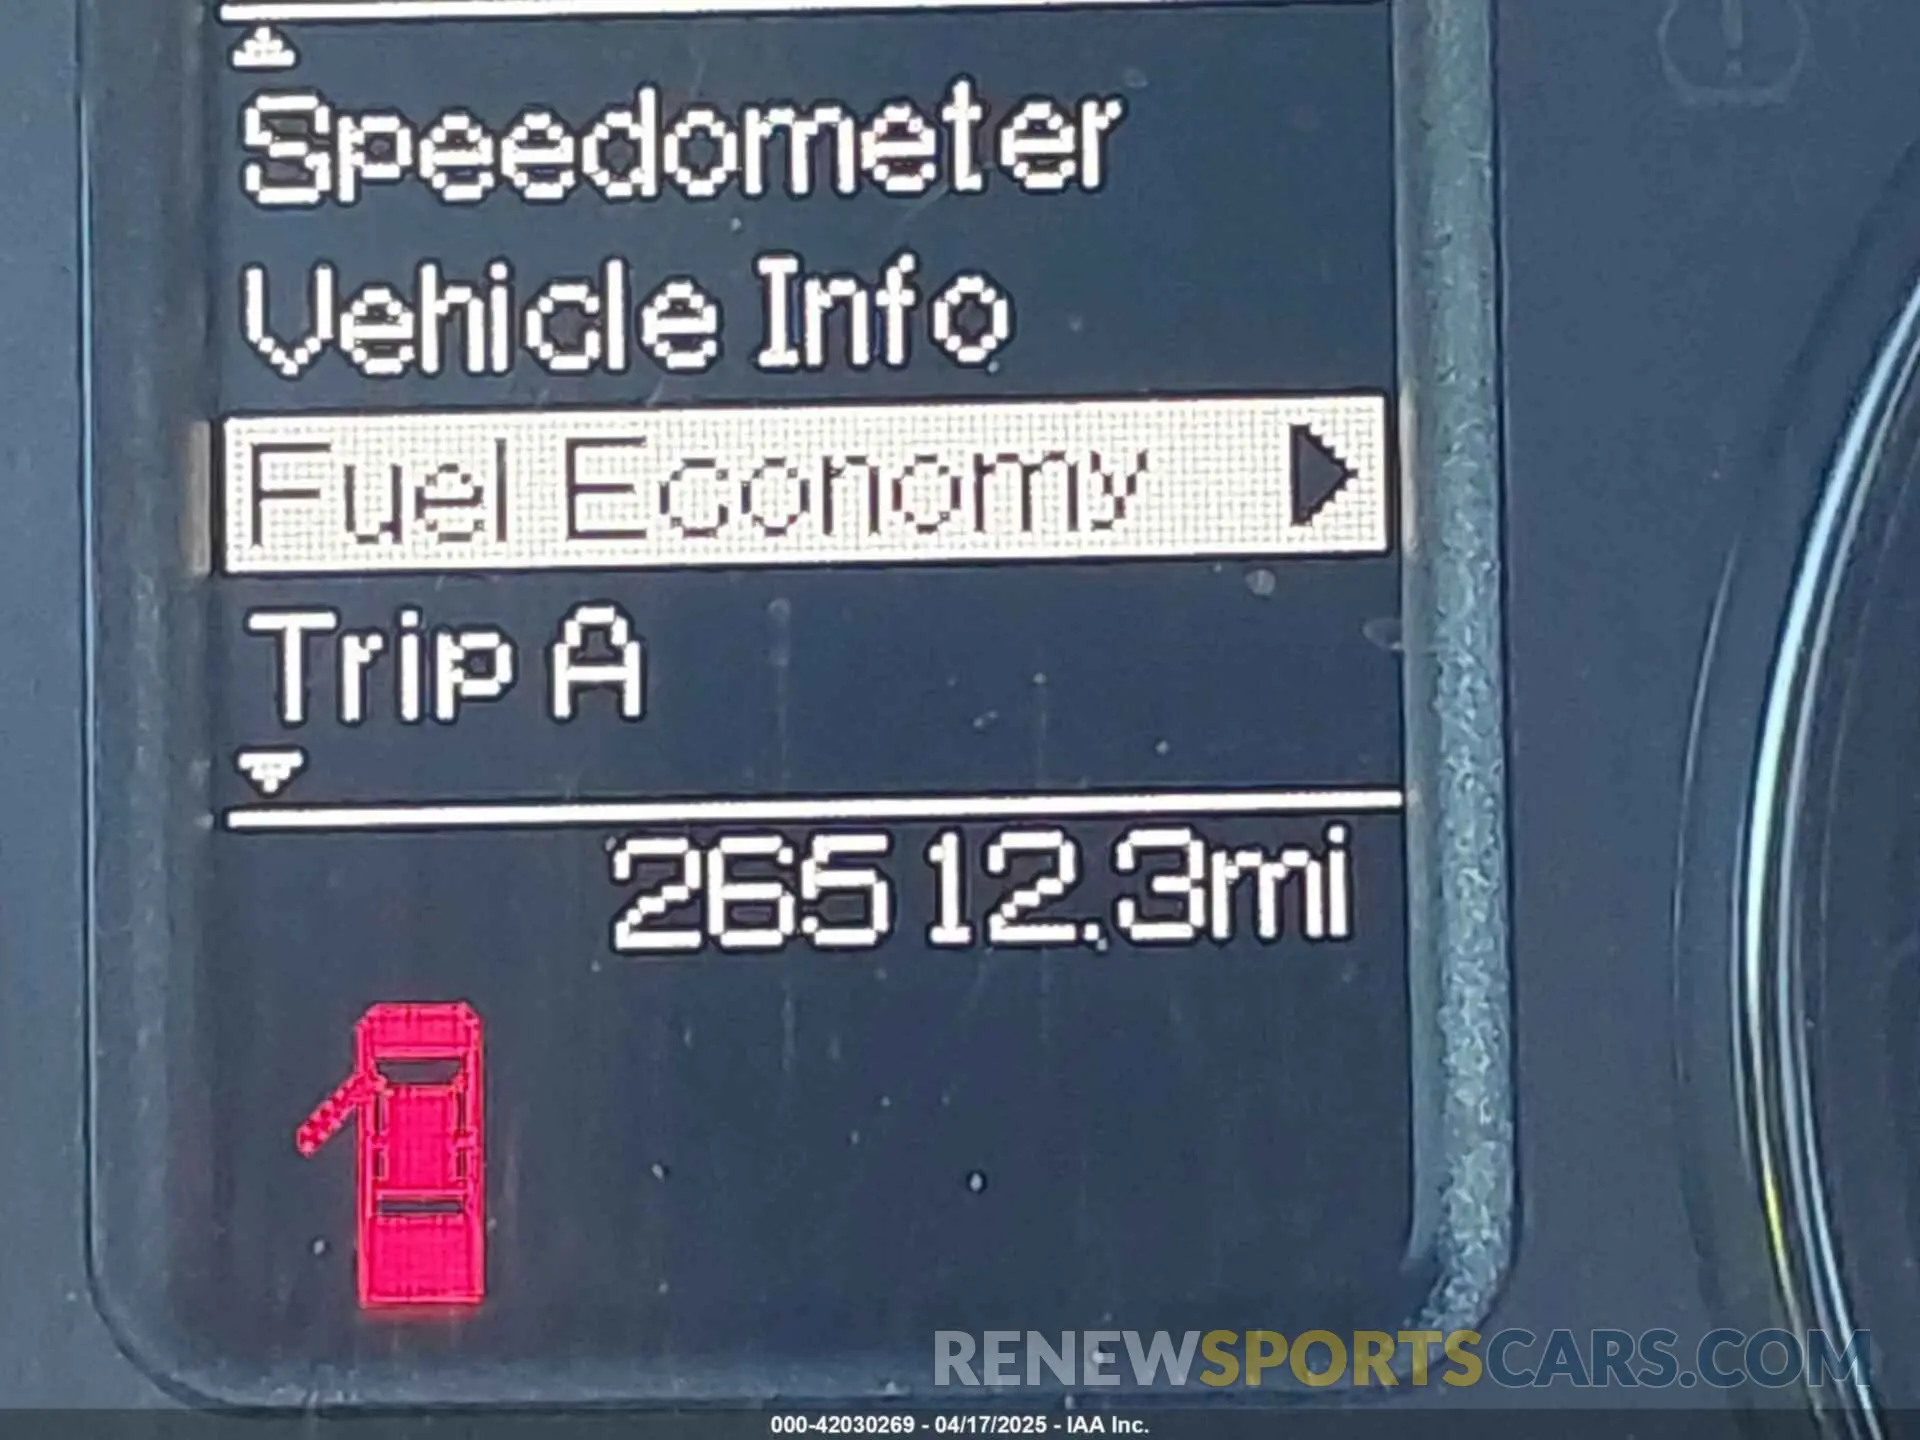 Speedometer
Vehicle Info
Fuel Economy
Trip A
26512.3mi
RENEWSPORTSCARS.COM
000-42030269 - 04/17/2025 - IAA Inc.